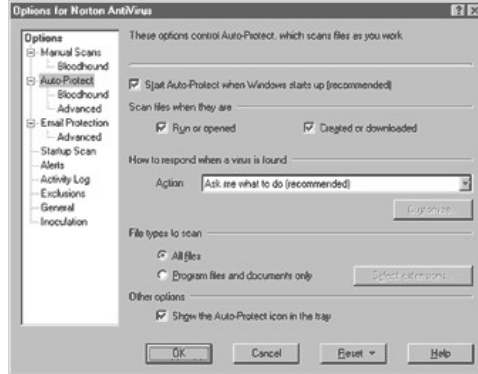 Options for Norton AntiVirus
Options
Manual Scans
Bloodhound
Auto-Protect
Bloodhound
Advanced
Email Protection
Advanced
Startup Scan
Alerts
Activity Log
Exclusions
General
Inoculation
These options control Auto-Protect, which scans files as you work.
Start Auto-Protect when Windows starts up (recommended)
Scan files when they are
Run or opened
Created or downloaded
How to respond when a virus is found
Action: Ask me what to do (recommended)
Customize...
File types to scan
All files
Program files and documents only
Select extensions...
Other options
Show the Auto-Protect icon in the tray
OK Cancel Reset Help